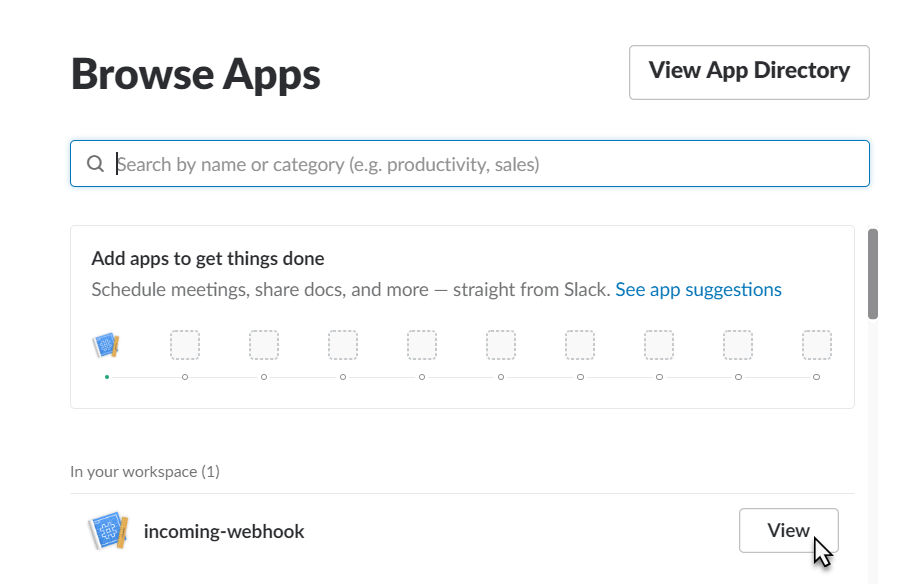 Browse Apps
View App Directory
Search by name or category (e.g. productivity, sales)
Add apps to get things done
Schedule meetings, share docs, and more — straight from Slack. See app suggestions
In your workspace (1)
incoming-webhook
View